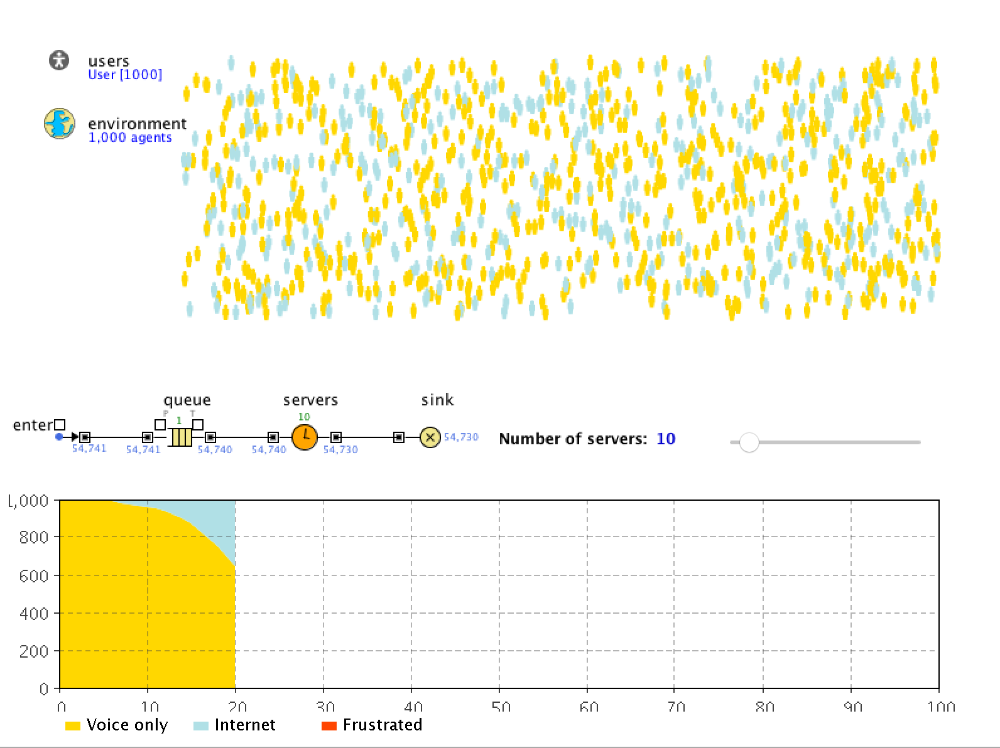 users
User [1000]
environment
1,000 agents
queue
servers
sink
P
T
1
10
enter
54,741
54,741
54,740
54,740
54,730
54,730
Number of servers: 10
1,000
800
600
400
200
0
0
10
20
30
40
50
60
70
80
90
100
Voice only
Internet
Frustrated